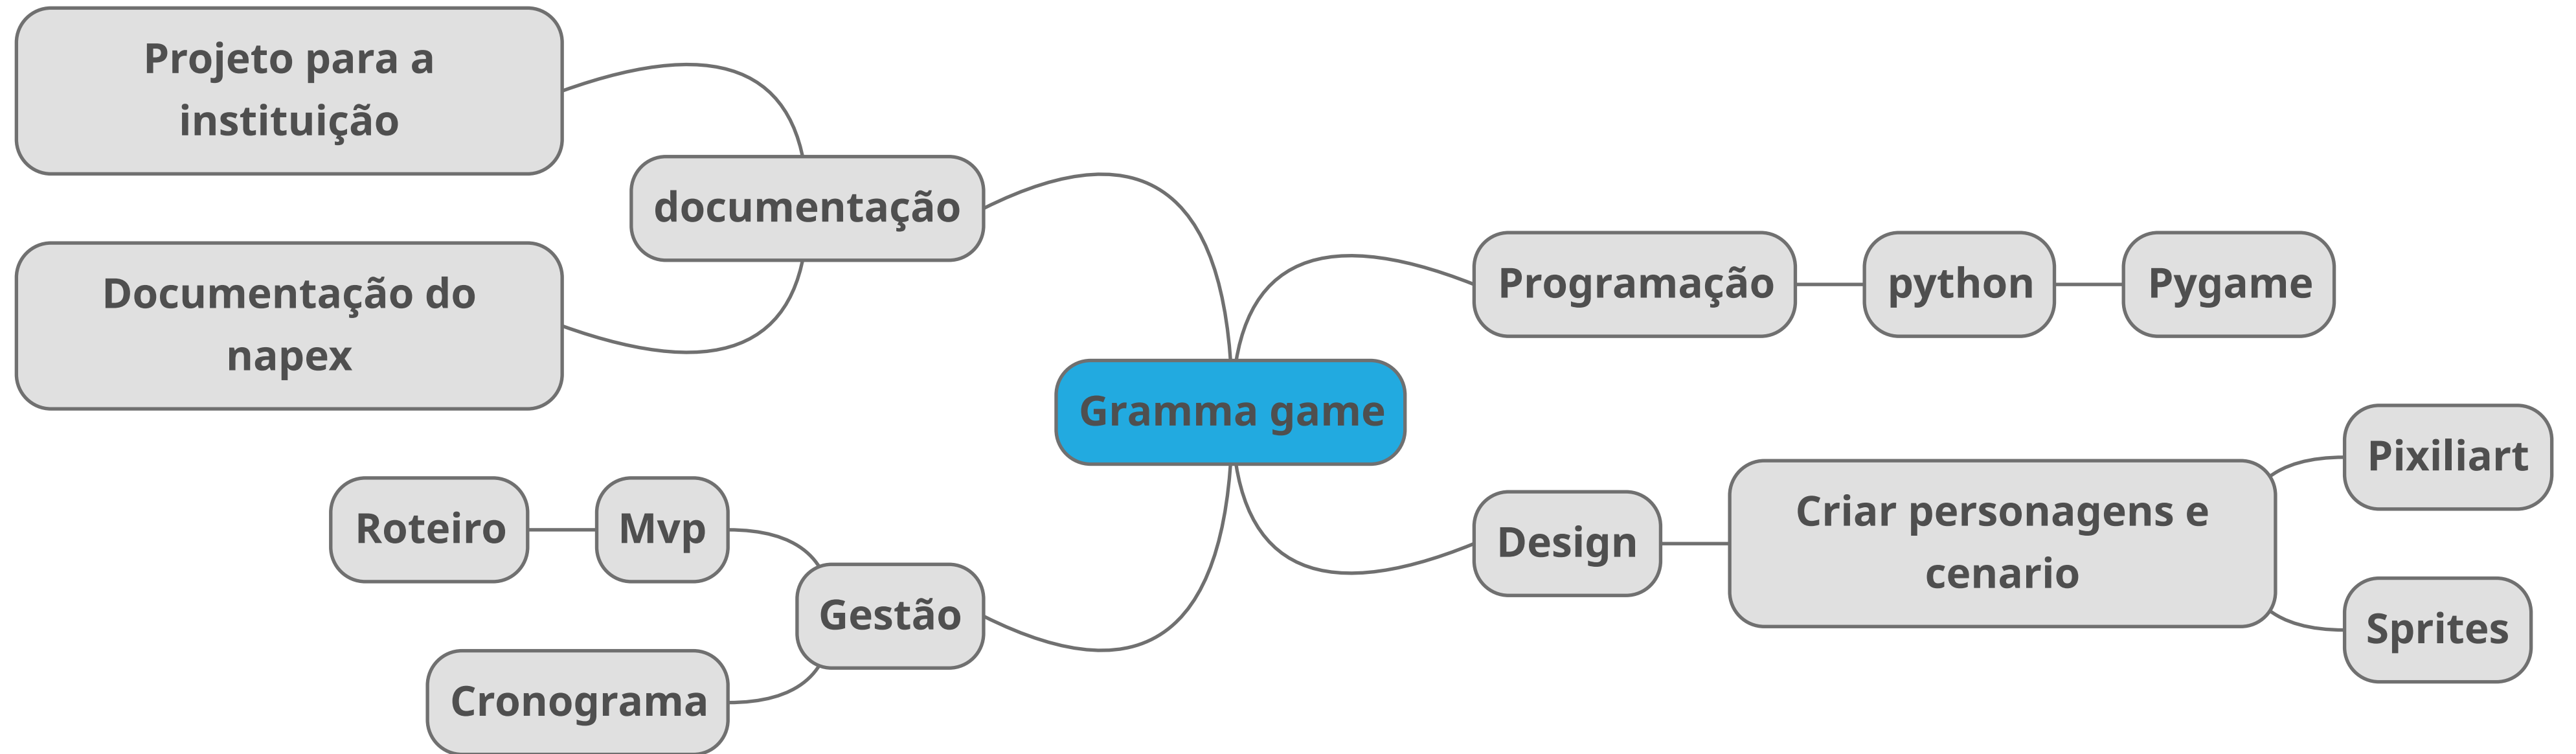 Projeto para a
instituição
documentação
Documentação do
napex
Programação
python
Pygame
Gramma game
Pixiliart
Criar personagens e
cenario
Design
Sprites
Roteiro
Mvp
Gestão
Cronograma